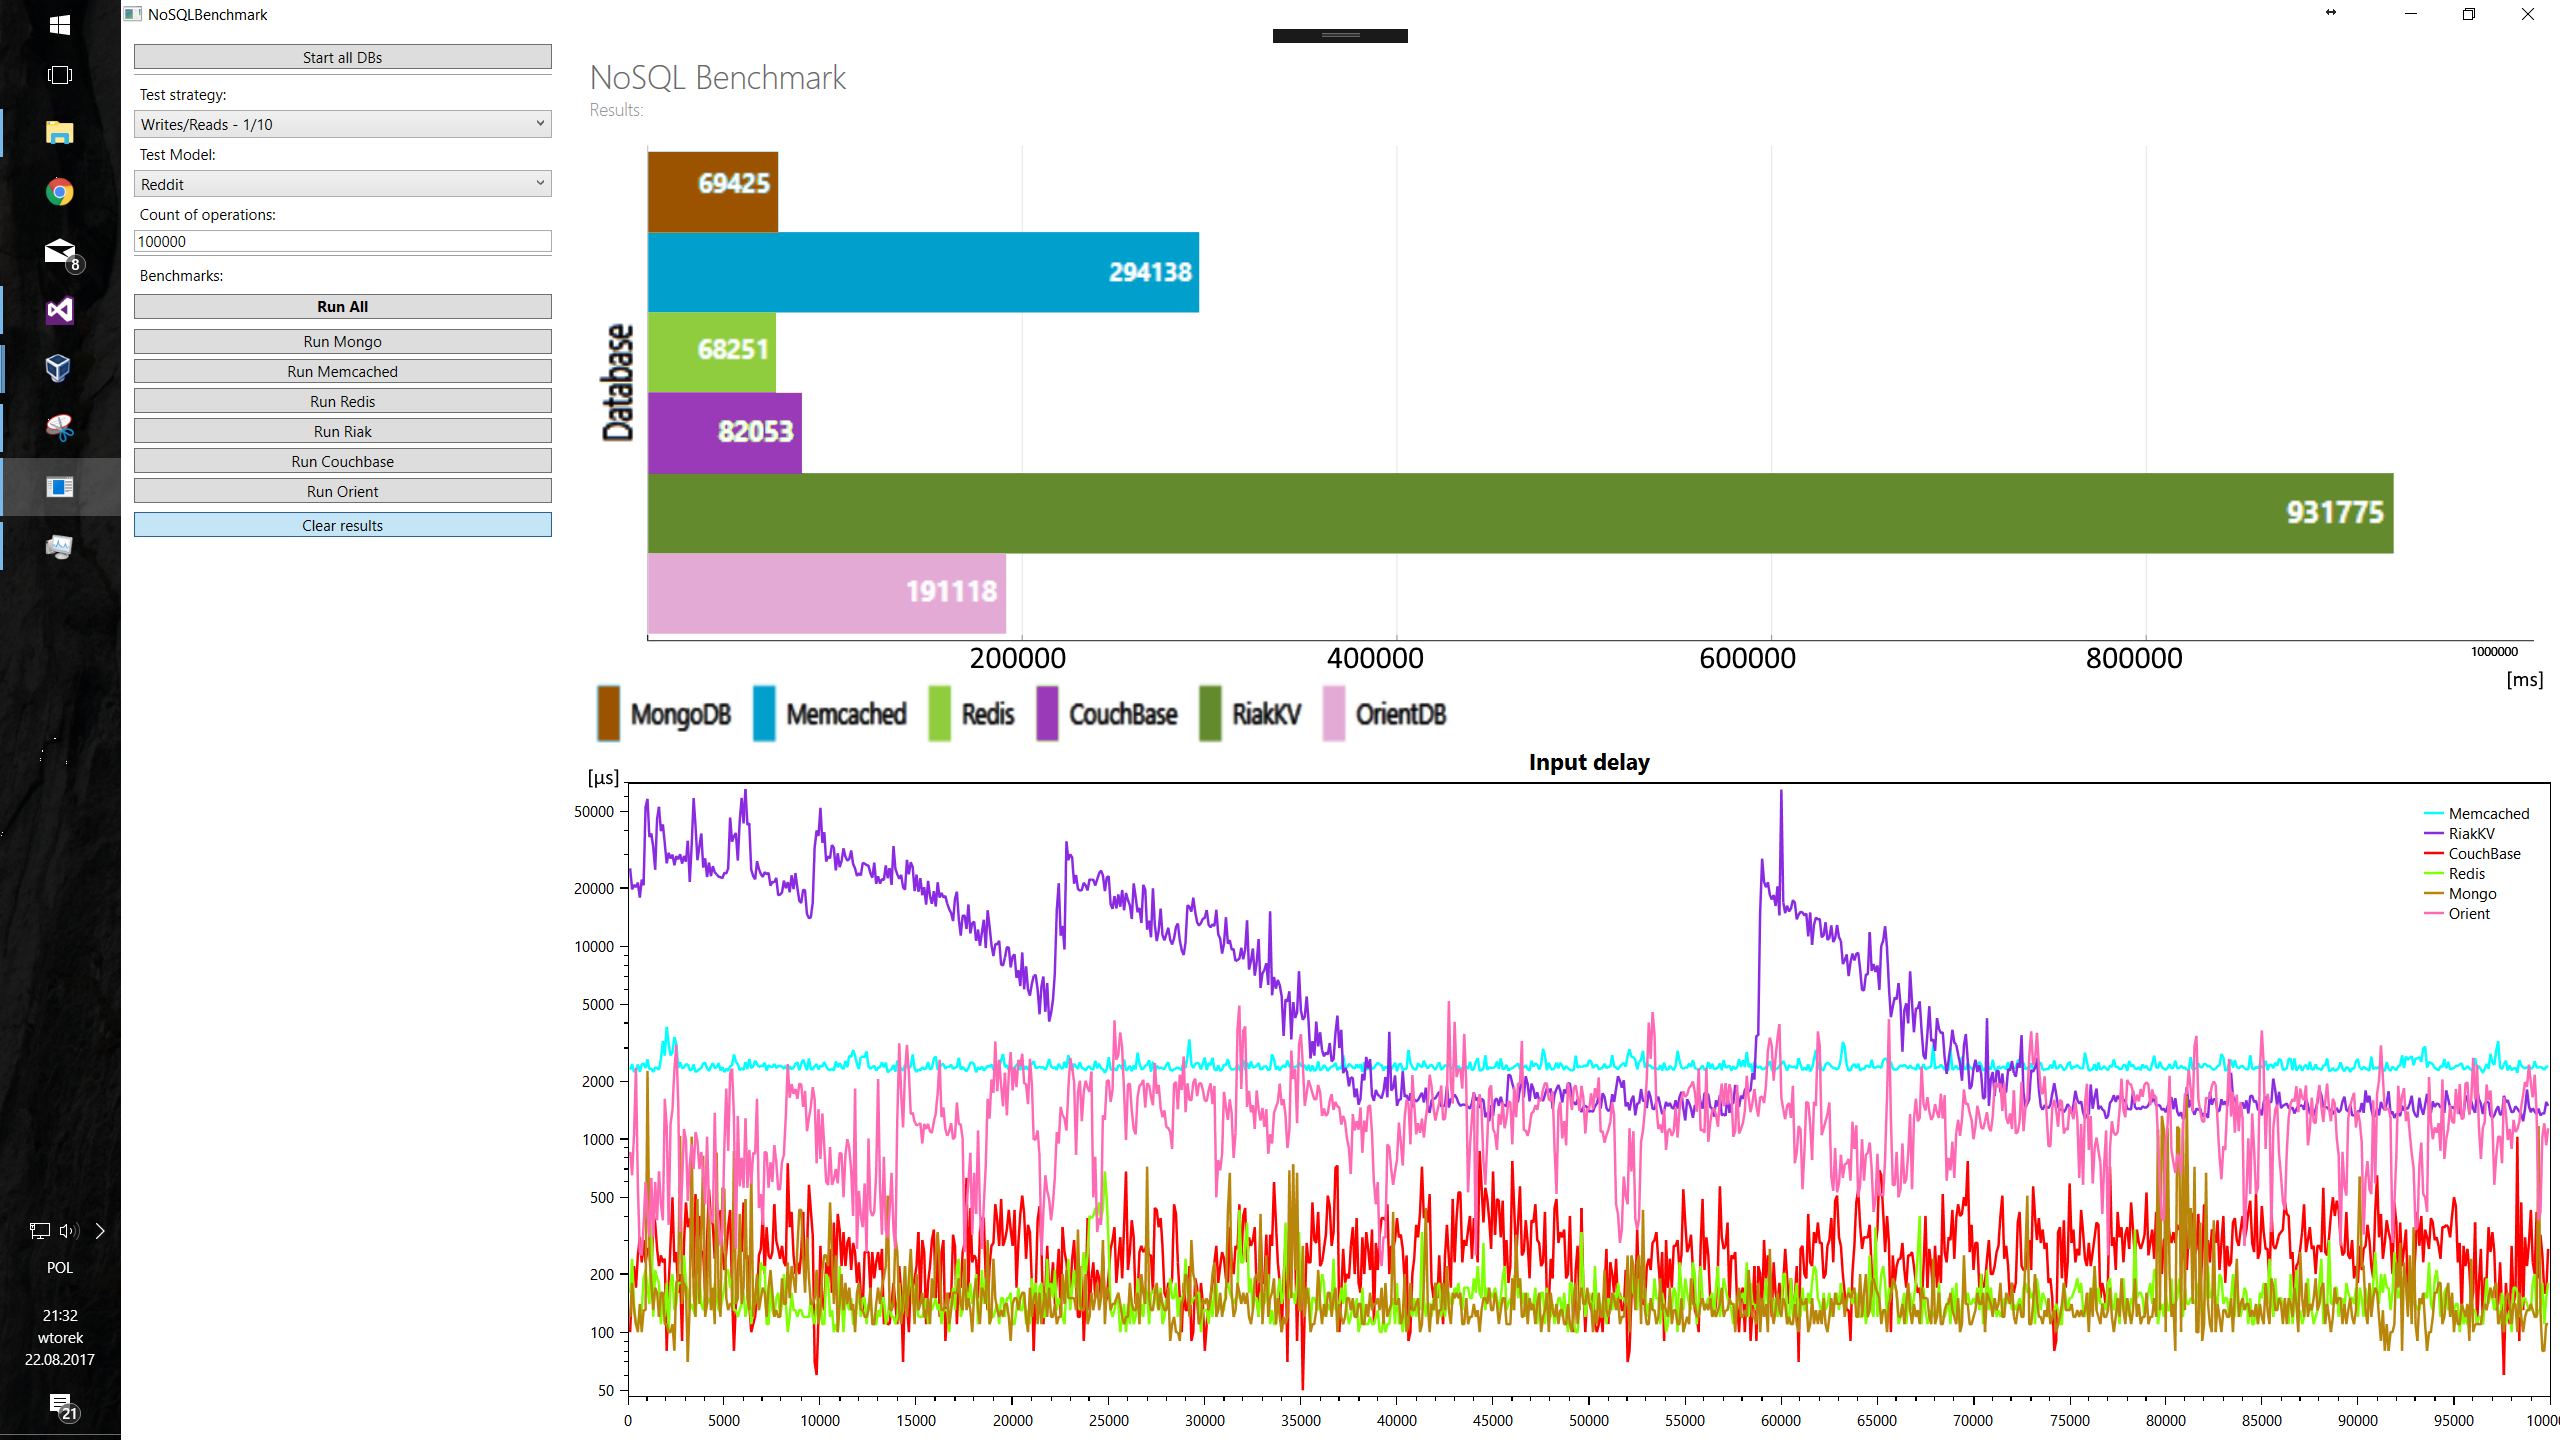 NoSQLBenchmark
Start all DBs
Test strategy:
Writes/Reads - 1/10
Test Model:
Reddit
Count of operations:
100000
Benchmarks:
Run All
Run Mongo
Run Memcached
Run Redis
Run Riak
Run Couchbase
Run Orient
Clear results
8
POL
21:32
wtorek
22.08.2017
21
NoSQL Benchmark
Results:
Database
69425
294138
68251
82053
931775
191118
200000 400000 600000 800000 1000000
[ms]
MongoDB Memcached Redis CouchBase RiakKV OrientDB
Input delay
[µs]
50000
20000
10000
5000
2000
1000
500
200
100
50
Memcached
RiakKV
CouchBase
Redis
Mongo
Orient
0 5000 10000 15000 20000 25000 30000 35000 40000 45000 50000 55000 60000 65000 70000 75000 80000 85000 90000 95000 10000